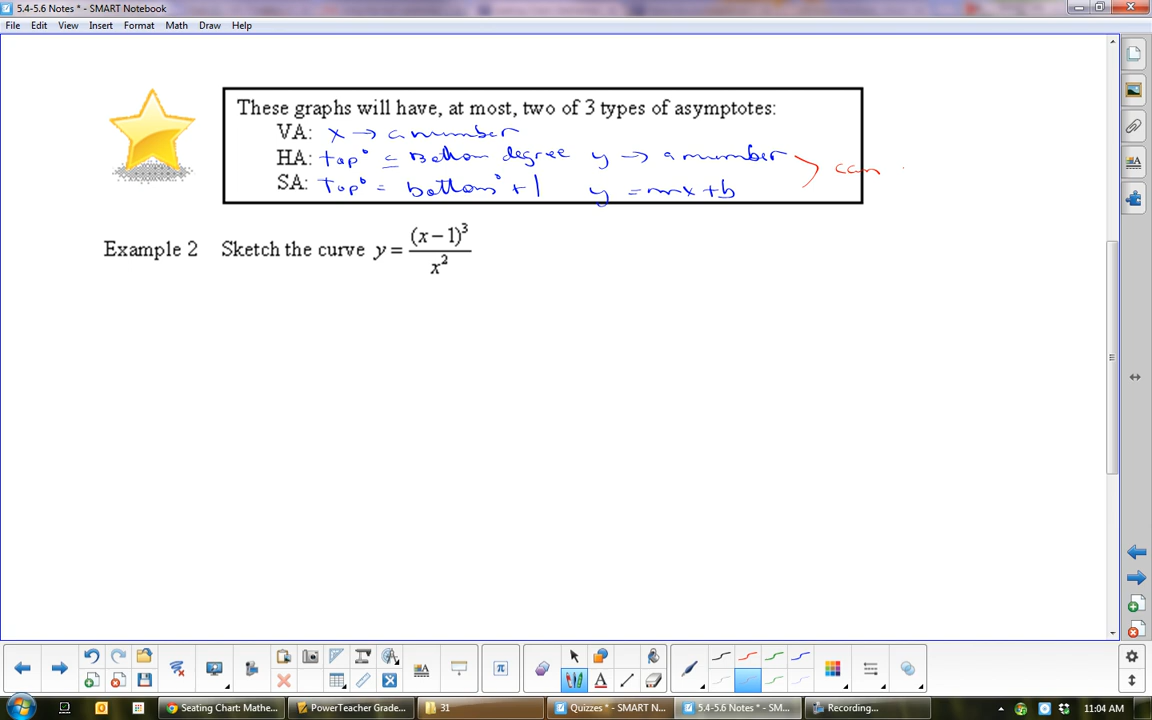 5.4-5.6 Notes * - SMART Notebook
File Edit View Insert Format Math Draw Help
These graphs will have, at most, two of 3 types of asymptotes:
VA: x → a number
HA: top° ≤ Bottom degree y → a number
SA: top° = bottom° + 1 y = mx + b
can
Example 2 Sketch the curve y = (x − 1)³ / x²
Seating Chart: Mathe...
PowerTeacher Grade...
31
Quizzes * - SMART N...
5.4-5.6 Notes * - SM...
Recording...
11:04 AM